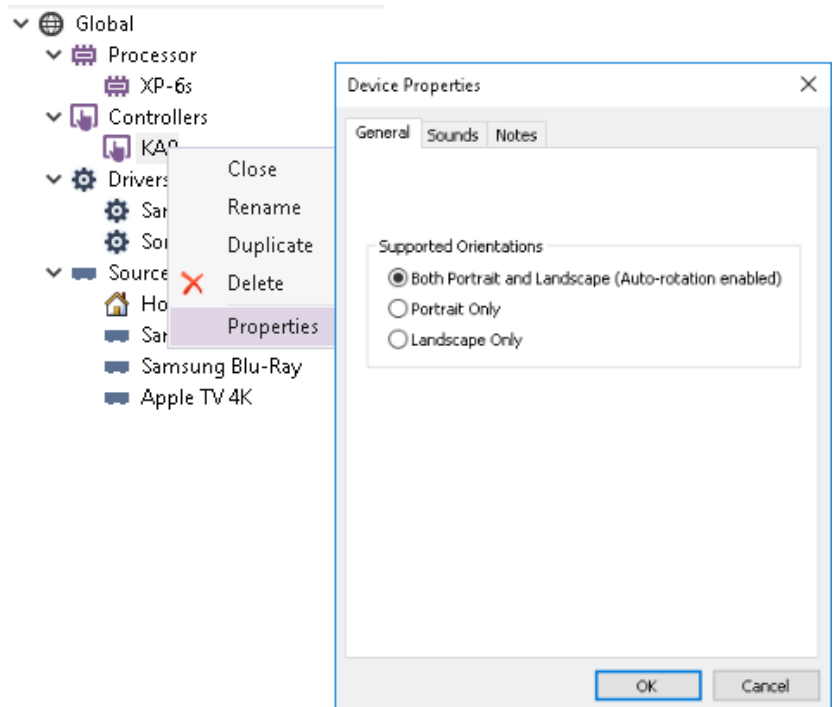 Global
Processor
XP-6s
Controllers
Drivers
Source
Samsung Blu-Ray
Apple TV 4K
Close
Rename
Duplicate
Delete
Properties
Device Properties
General Sounds Notes
Supported Orientations
Both Portrait and Landscape (Auto-rotation enabled)
Portrait Only
Landscape Only
OK Cancel